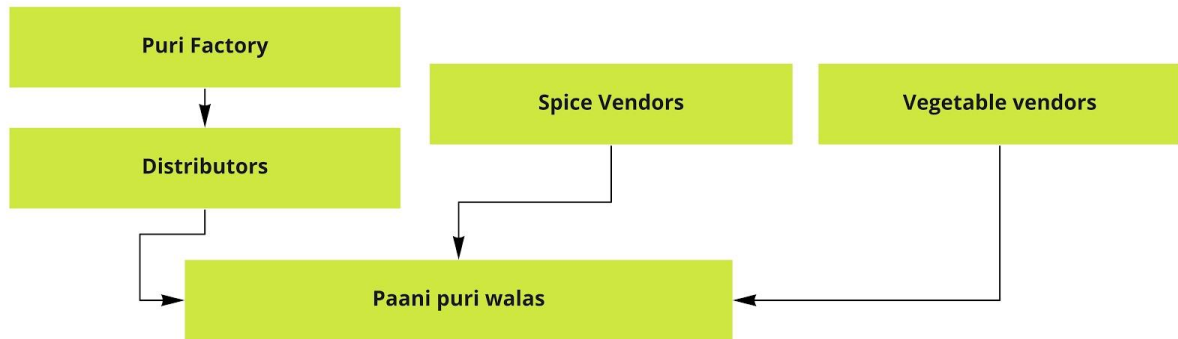 Puri Factory
Spice Vendors
Vegetable vendors
Distributors
Paani puri walas